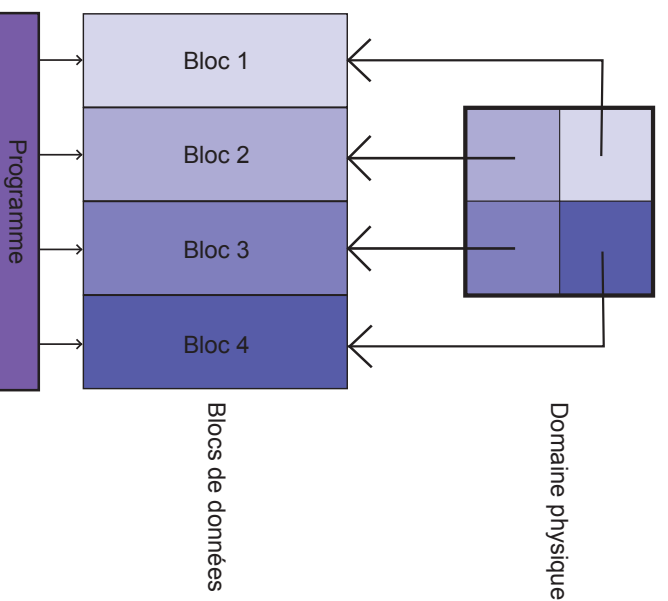 Programme
Bloc 1
Bloc 2
Bloc 3
Bloc 4
Blocs de données
Domaine physique